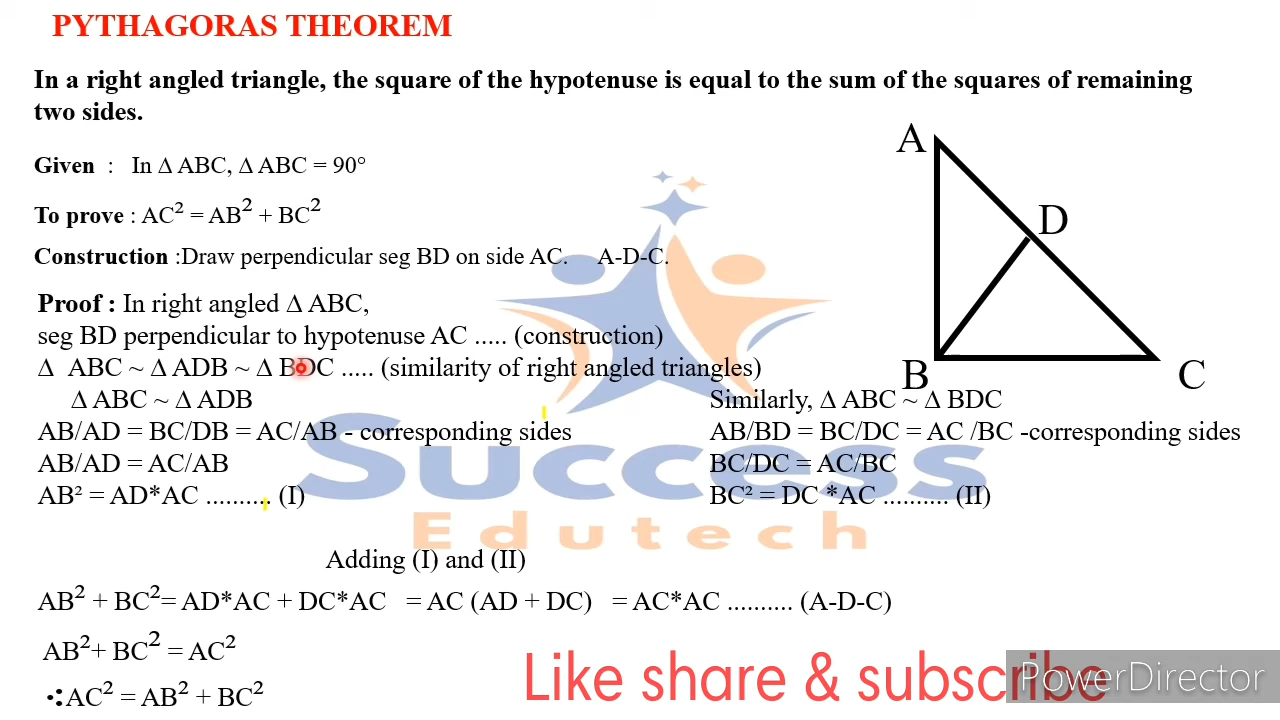 PYTHAGORAS THEOREM
In a right angled triangle, the square of the hypotenuse is equal to the sum of the squares of remaining
two sides.
Given : In Δ ABC, Δ ABC = 90°
To prove : AC² = AB² + BC²
Construction :Draw perpendicular seg BD on side AC. A-D-C.
A
D
B
C
Proof : In right angled Δ ABC,
seg BD perpendicular to hypotenuse AC ..... (construction)
Δ ABC ~ Δ ADB ~ Δ BDC ..... (similarity of right angled triangles)
Δ ABC ~ Δ ADB
AB/AD = BC/DB = AC/AB - corresponding sides
AB/AD = AC/AB
AB² = AD*AC .......... (I)
Similarly, Δ ABC ~ Δ BDC
AB/BD = BC/DC = AC /BC -corresponding sides
BC/DC = AC/BC
BC² = DC *AC .......... (II)
Success
Edutech
Adding (I) and (II)
AB² + BC²= AD*AC + DC*AC = AC (AD + DC) = AC*AC .......... (A-D-C)
AB²+ BC² = AC²
⁖ AC² = AB² + BC²
Like share & subscribe
PowerDirector